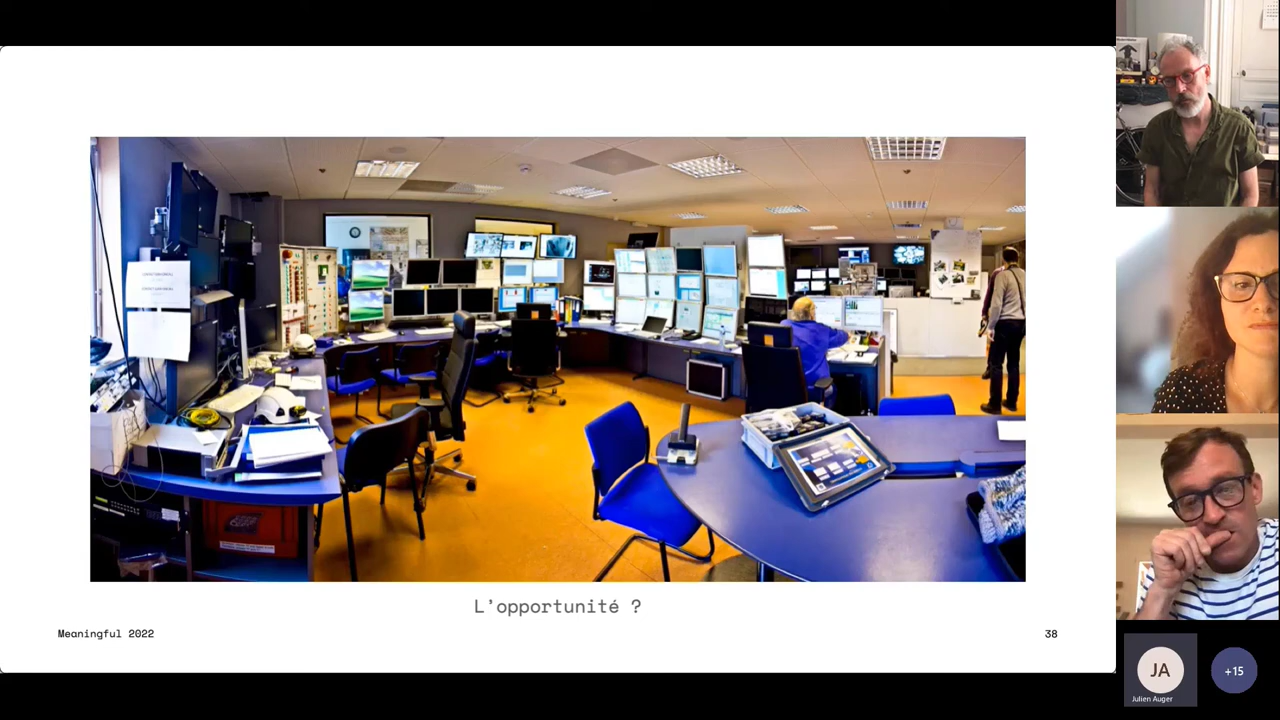 L'opportunité ?
Meaningful 2022
38
JA
Julien Auger
+15